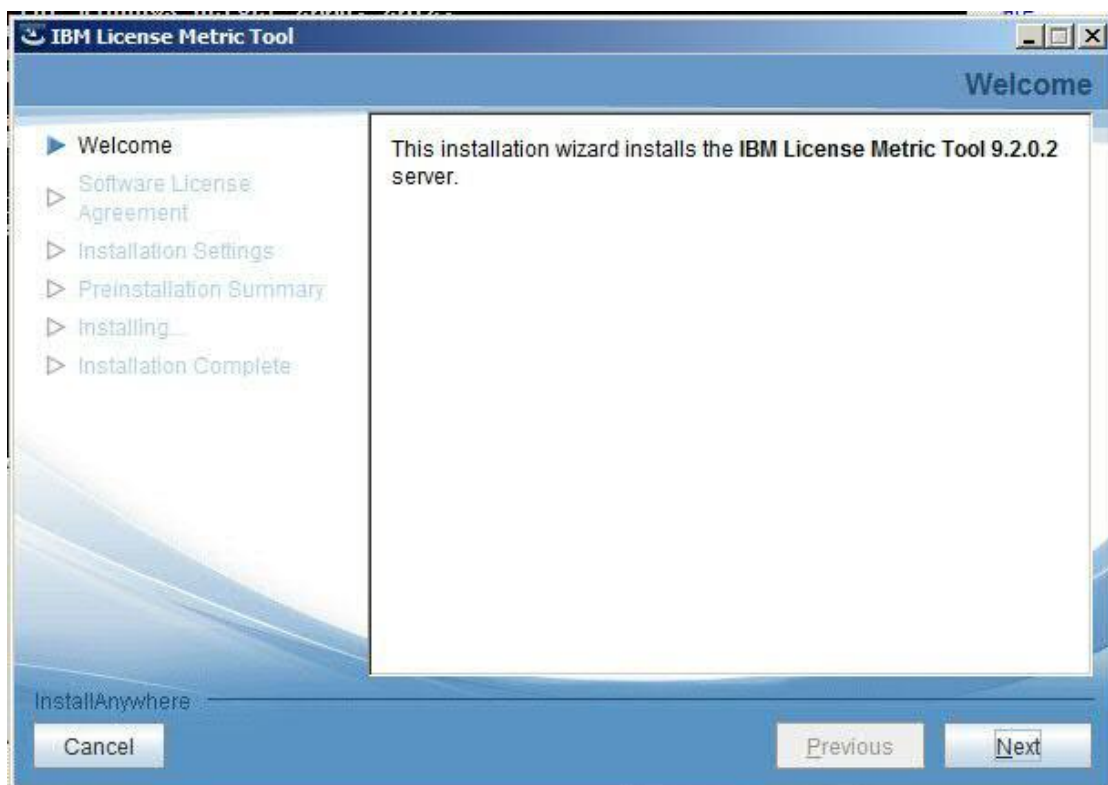 IBM License Metric Tool
Welcome
Welcome
Software License
Agreement
Installation Settings
Preinstallation Summary
Installing...
Installation Complete
This installation wizard installs the IBM License Metric Tool 9.2.0.2
server.
InstallAnywhere
Cancel
Previous
Next